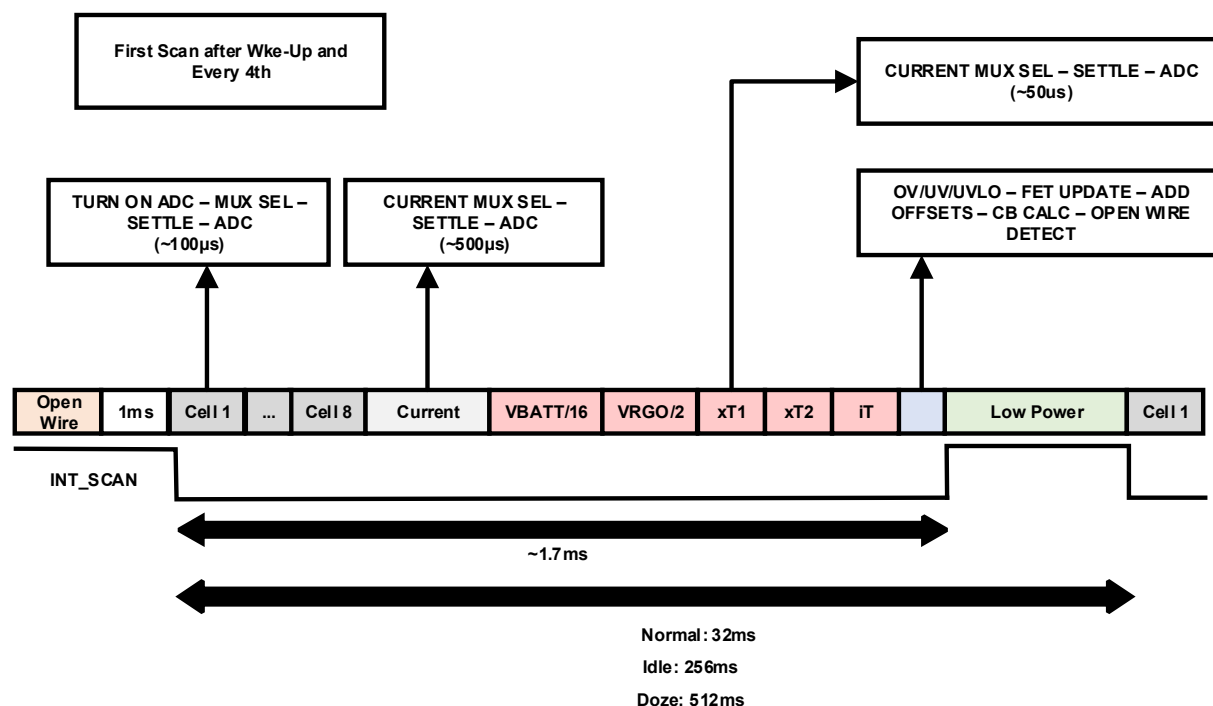 First Scan after Wke-Up and
Every 4th
CURRENT MUX SEL – SETTLE – ADC
(~50us)
TURN ON ADC – MUX SEL –
SETTLE – ADC
(~100µs)
CURRENT MUX SEL –
SETTLE – ADC
(~500µs)
OV/UV/UVLO – FET UPDATE – ADD
OFFSETS – CB CALC – OPEN WIRE
DETECT
Open
Wire
1ms
Cell 1
...
Cell 8
Current
VBATT/16
VRGO/2
xT1
xT2
iT
Low Power
Cell 1
INT_SCAN
~1.7ms
Normal: 32ms
Idle: 256ms
Doze: 512ms